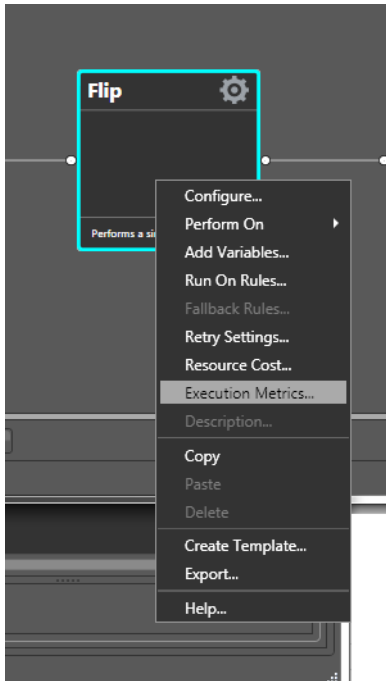 Flip
Performs a si
Configure...
Perform On
Add Variables...
Run On Rules...
Fallback Rules...
Retry Settings...
Resource Cost...
Execution Metrics...
Description...
Copy
Paste
Delete
Create Template...
Export...
Help...